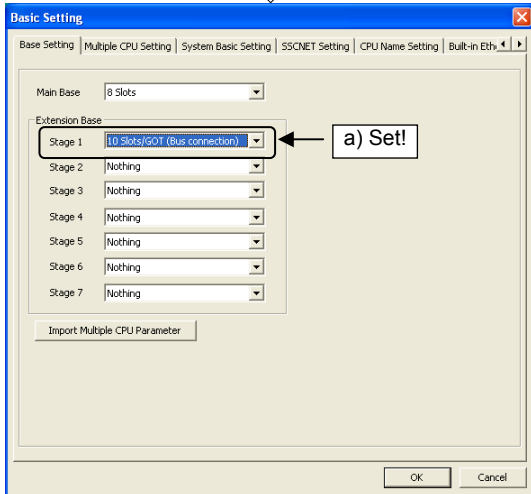 Basic Setting
Base Setting Multiple CPU Setting System Basic Setting SSCNET Setting CPU Name Setting Built-in Eth
Main Base 8 Slots
Extension Base
Stage 1 10 Slots/GOT (Bus connection) a) Set!
Stage 2 Nothing
Stage 3 Nothing
Stage 4 Nothing
Stage 5 Nothing
Stage 6 Nothing
Stage 7 Nothing
Import Multiple CPU Parameter
OK Cancel